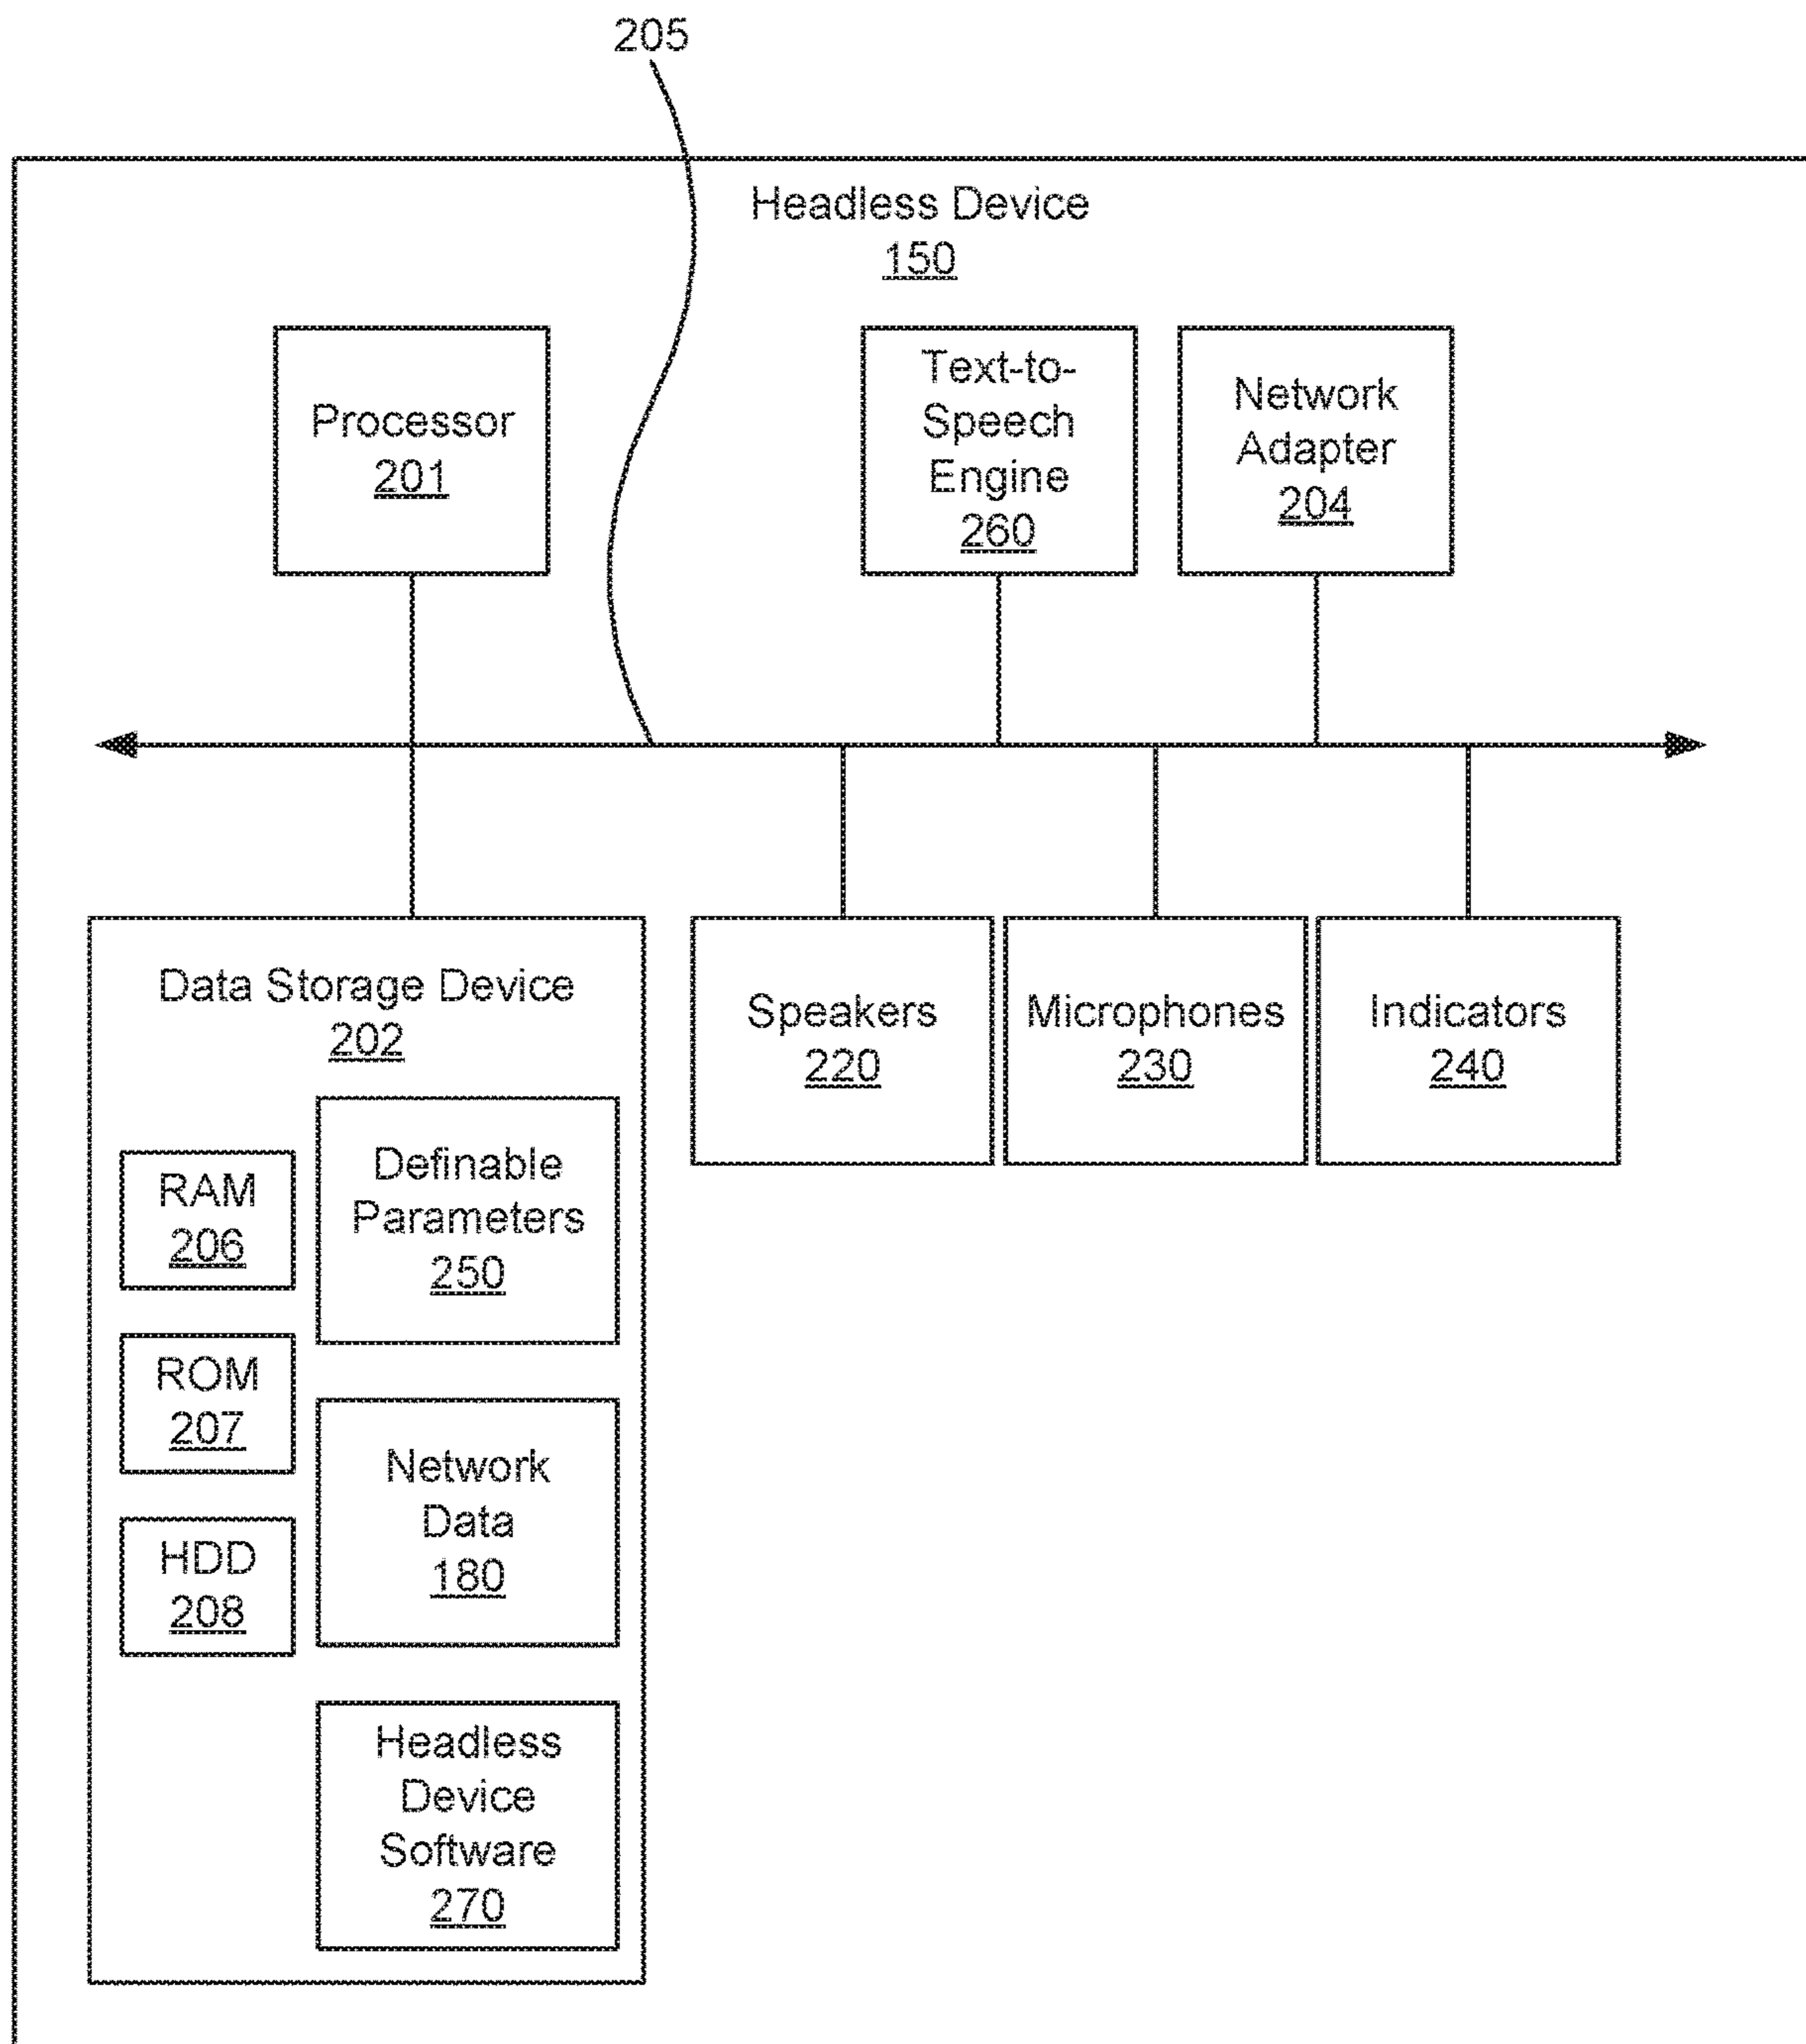 205
Headless Device
150
Processor
201
Text-to-
Speech
Engine
260
Network
Adapter
204
Data Storage Device
202
RAM
206
ROM
207
HDD
208
Definable
Parameters
250
Network
Data
180
Headless
Device
Software
270
Speakers
220
Microphones
230
Indicators
240